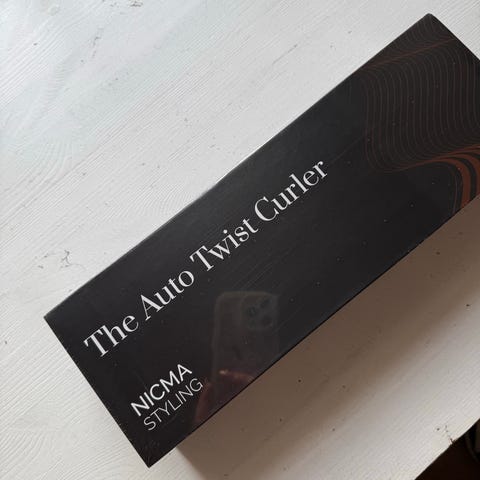 The Auto Twist Curler
NICMA
STYLING